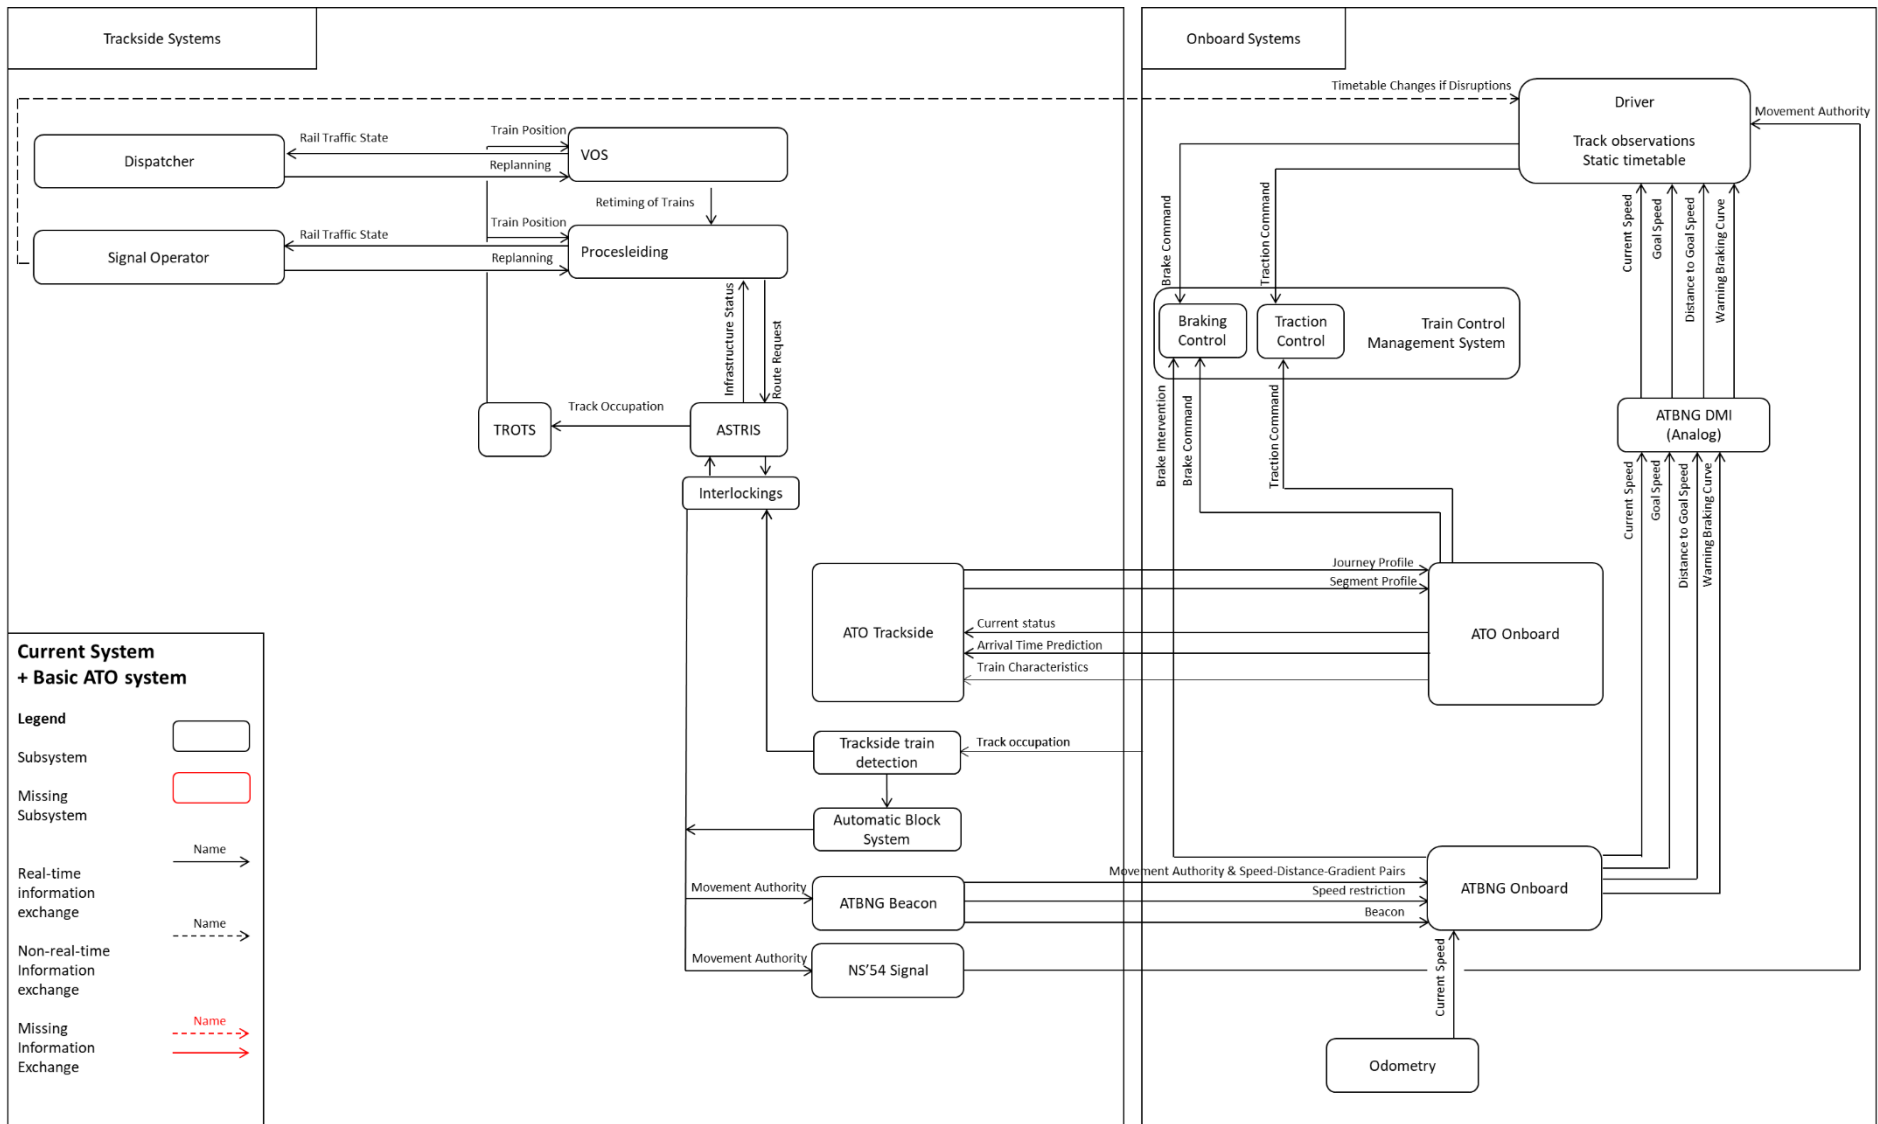 Trackside Systems
Onboard Systems
Timetable Changes if Disruptions
Driver
Track observations
Static timetable
Movement Authority
Dispatcher
Rail Traffic State
Replanning
Train Position
VOS
Retiming of Trains
Signal Operator
Rail Traffic State
Replanning
Train Position
Procesleiding
Infrastructure Status
Route Request
TROTS
Track Occupation
ASTRIS
Interlockings
Brake Command
Traction Command
Current Speed
Goal Speed
Distance to Goal Speed
Warning Braking Curve
Braking
Control
Traction
Control
Train Control
Management System
Brake Intervention
Brake Command
Traction Command
ATBNG DMI
(Analog)
Current Speed
Goal Speed
Distance to Goal Speed
Warning Braking Curve
ATO Trackside
Journey Profile
Segment Profile
Current status
Arrival Time Prediction
Train Characteristics
ATO Onboard
Trackside train
detection
Track occupation
Automatic Block
System
Movement Authority
ATBNG Beacon
Movement Authority & Speed-Distance-Gradient Pairs
Speed restriction
Beacon
ATBNG Onboard
Movement Authority
NS'54 Signal
Current Speed
Odometry
Current System
+ Basic ATO system
Legend
Subsystem
Missing
Subsystem
Name
Real-time
information
exchange
Name
Non-real-time
Information
exchange
Name
Missing
Information
Exchange